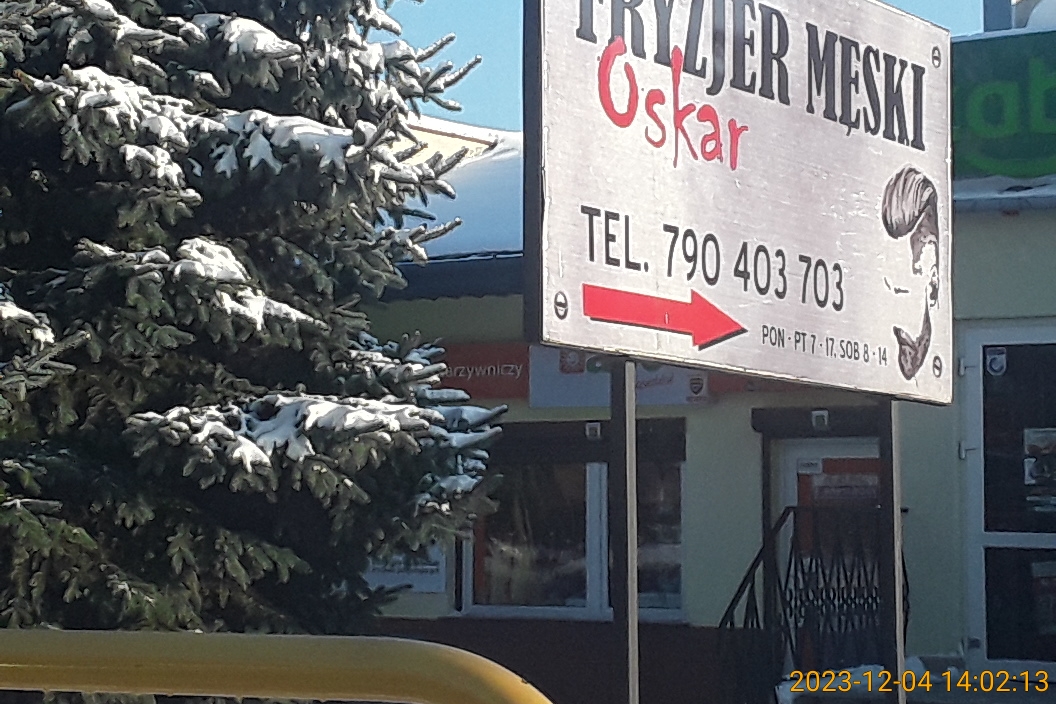 FRYZJER MĘSKI
Oskar
TEL. 790 403 703
PON - PT 7 - 17, SOB 8 - 14
2023-12-04 14:02:13